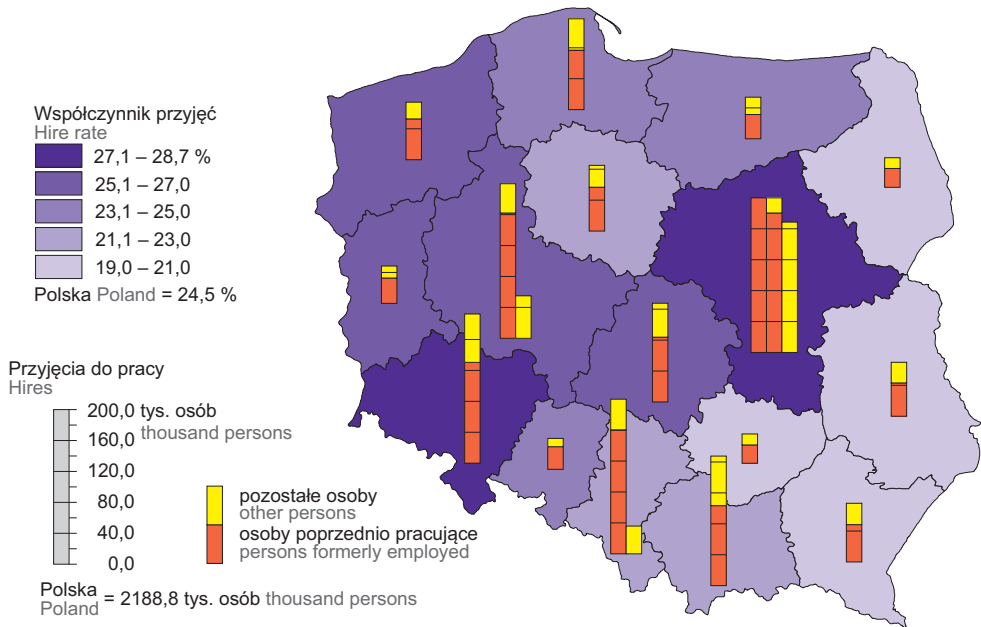 Współczynnik przyjęć
Hire rate
27,1 – 28,7 %
25,1 – 27,0
23,1 – 25,0
21,1 – 23,0
19,0 – 21,0
Polska Poland = 24,5 %
Przyjęcia do pracy
Hires
200,0 tys. osób
thousand persons
160,0
120,0
80,0
40,0
0,0
pozostałe osoby
other persons
osoby poprzednio pracujące
persons formerly employed
Polska
Poland = 2188,8 tys. osób thousand persons